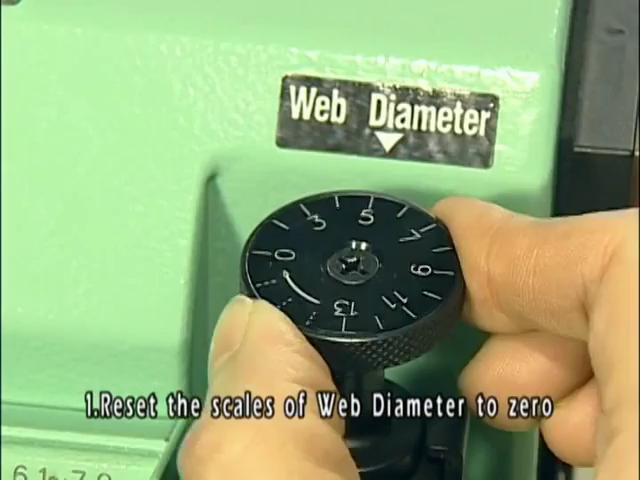 Web Diameter
0 3 5 7 9 11 13
1.Reset the scales of Web Diameter to zero